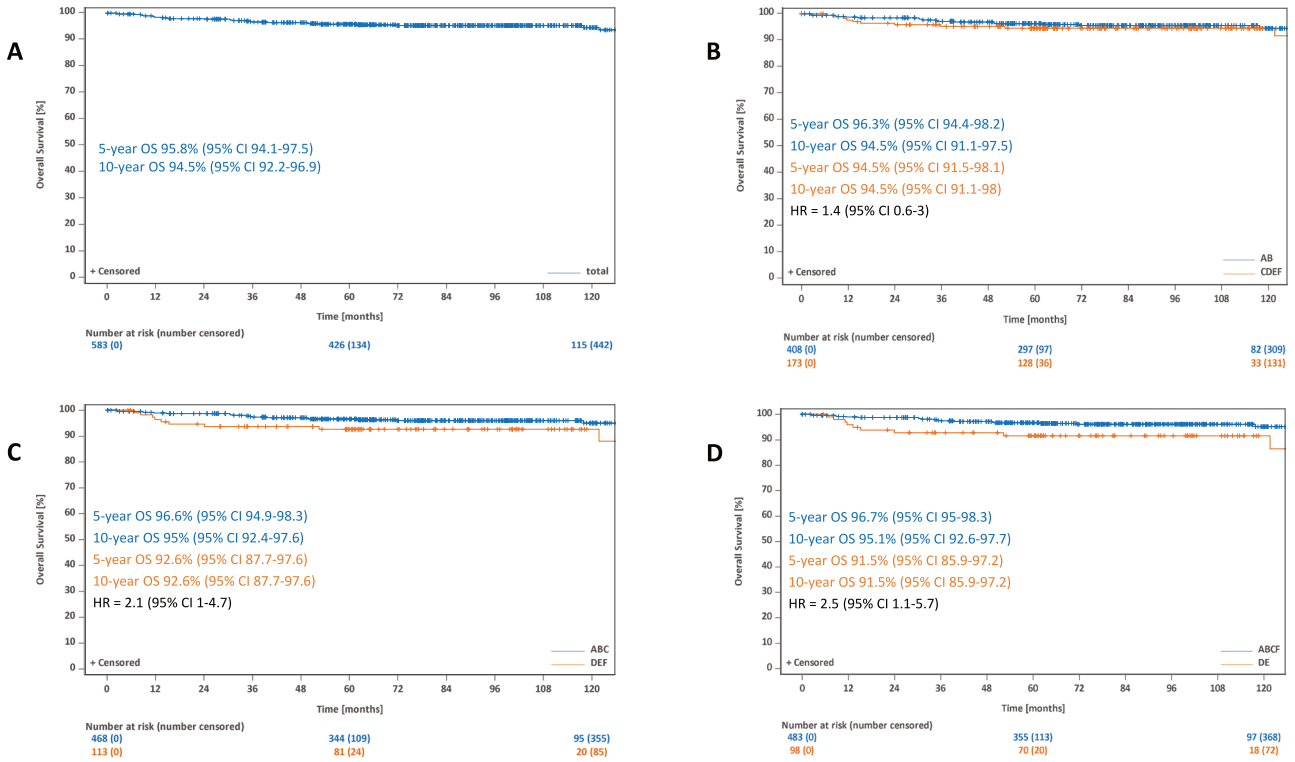 A
Overall Survival [%]
100
90
80
70
60
50
40
30
20
10
0
5-year OS 95.8% (95% CI 94.1-97.5)
10-year OS 94.5% (95% CI 92.2-96.9)
+ Censored
total
0 12 24 36 48 60 72 84 96 108 120
Time [months]
Number at risk (number censored)
583 (0) 426 (134) 115 (442)
B
Overall Survival [%]
100
90
80
70
60
50
40
30
20
10
0
5-year OS 96.3% (95% CI 94.4-98.2)
10-year OS 94.5% (95% CI 91.1-97.5)
5-year OS 94.5% (95% CI 91.5-98.1)
10-year OS 94.5% (95% CI 91.1-98)
HR = 1.4 (95% CI 0.6-3)
AB
+ Censored
CDEF
0 12 24 36 48 60 72 84 96 108 120
Time [months]
Number at risk (number censored)
408 (0) 297 (97) 82 (309)
173 (0) 128 (36) 33 (131)
C
Overall Survival [%]
100
90
80
70
60
50
40
30
20
10
0
5-year OS 96.6% (95% CI 94.9-98.3)
10-year OS 95% (95% CI 92.4-97.6)
5-year OS 92.6% (95% CI 87.7-97.6)
10-year OS 92.6% (95% CI 87.7-97.6)
HR = 2.1 (95% CI 1-4.7)
ABC
+ Censored
DEF
0 12 24 36 48 60 72 84 96 108 120
Time [months]
Number at risk (number censored)
468 (0) 344 (109) 95 (355)
113 (0) 81 (24) 20 (85)
D
Overall Survival [%]
100
90
80
70
60
50
40
30
20
10
0
5-year OS 96.7% (95% CI 95-98.3)
10-year OS 95.1% (95% CI 92.6-97.7)
5-year OS 91.5% (95% CI 85.9-97.2)
10-year OS 91.5% (95% CI 85.9-97.2)
HR = 2.5 (95% CI 1.1-5.7)
ABCF
+ Censored
DE
0 12 24 36 48 60 72 84 96 108 120
Time [months]
Number at risk (number censored)
483 (0) 355 (113) 97 (368)
98 (0) 70 (20) 18 (72)